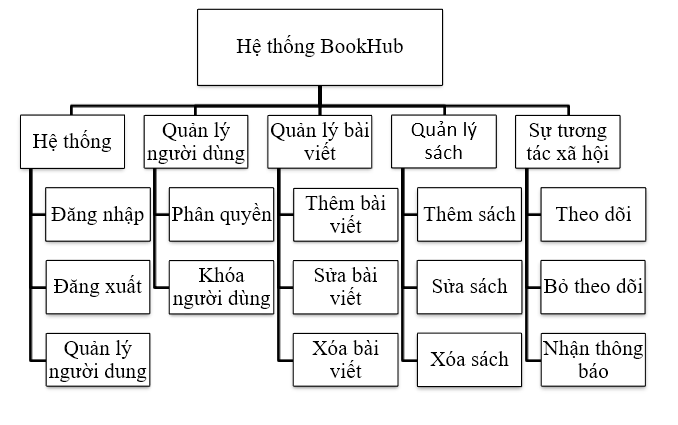 Hệ thống BookHub
Hệ thống
Quản lý
người dùng
Quản lý bài
viết
Quản lý
sách
Sự tương
tác xã hội
Đăng nhập
Phân quyền
Thêm bài
viết
Thêm sách
Theo dõi
Đăng xuất
Khóa
người dùng
Sửa bài
viết
Sửa sách
Bỏ theo dõi
Quản lý
người dung
Xóa bài
viết
Xóa sách
Nhận thông
báo